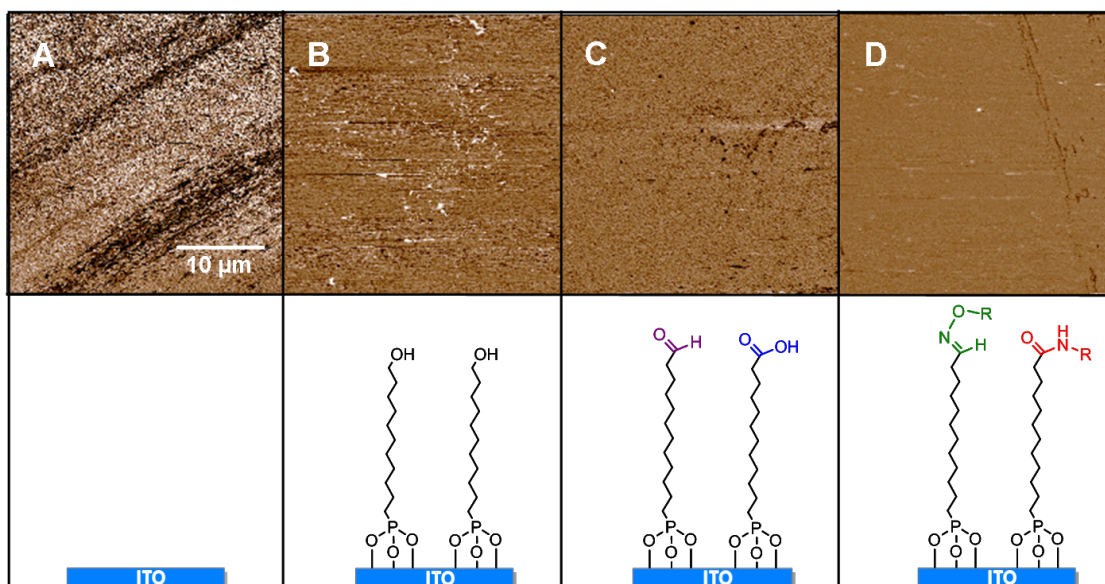 A B C D
10 μm
OH OH
O H
O OH
N O R
H
O H N R
P P P P P P
O O O O O O O O O O O O O O O O O O
ITO ITO ITO ITO